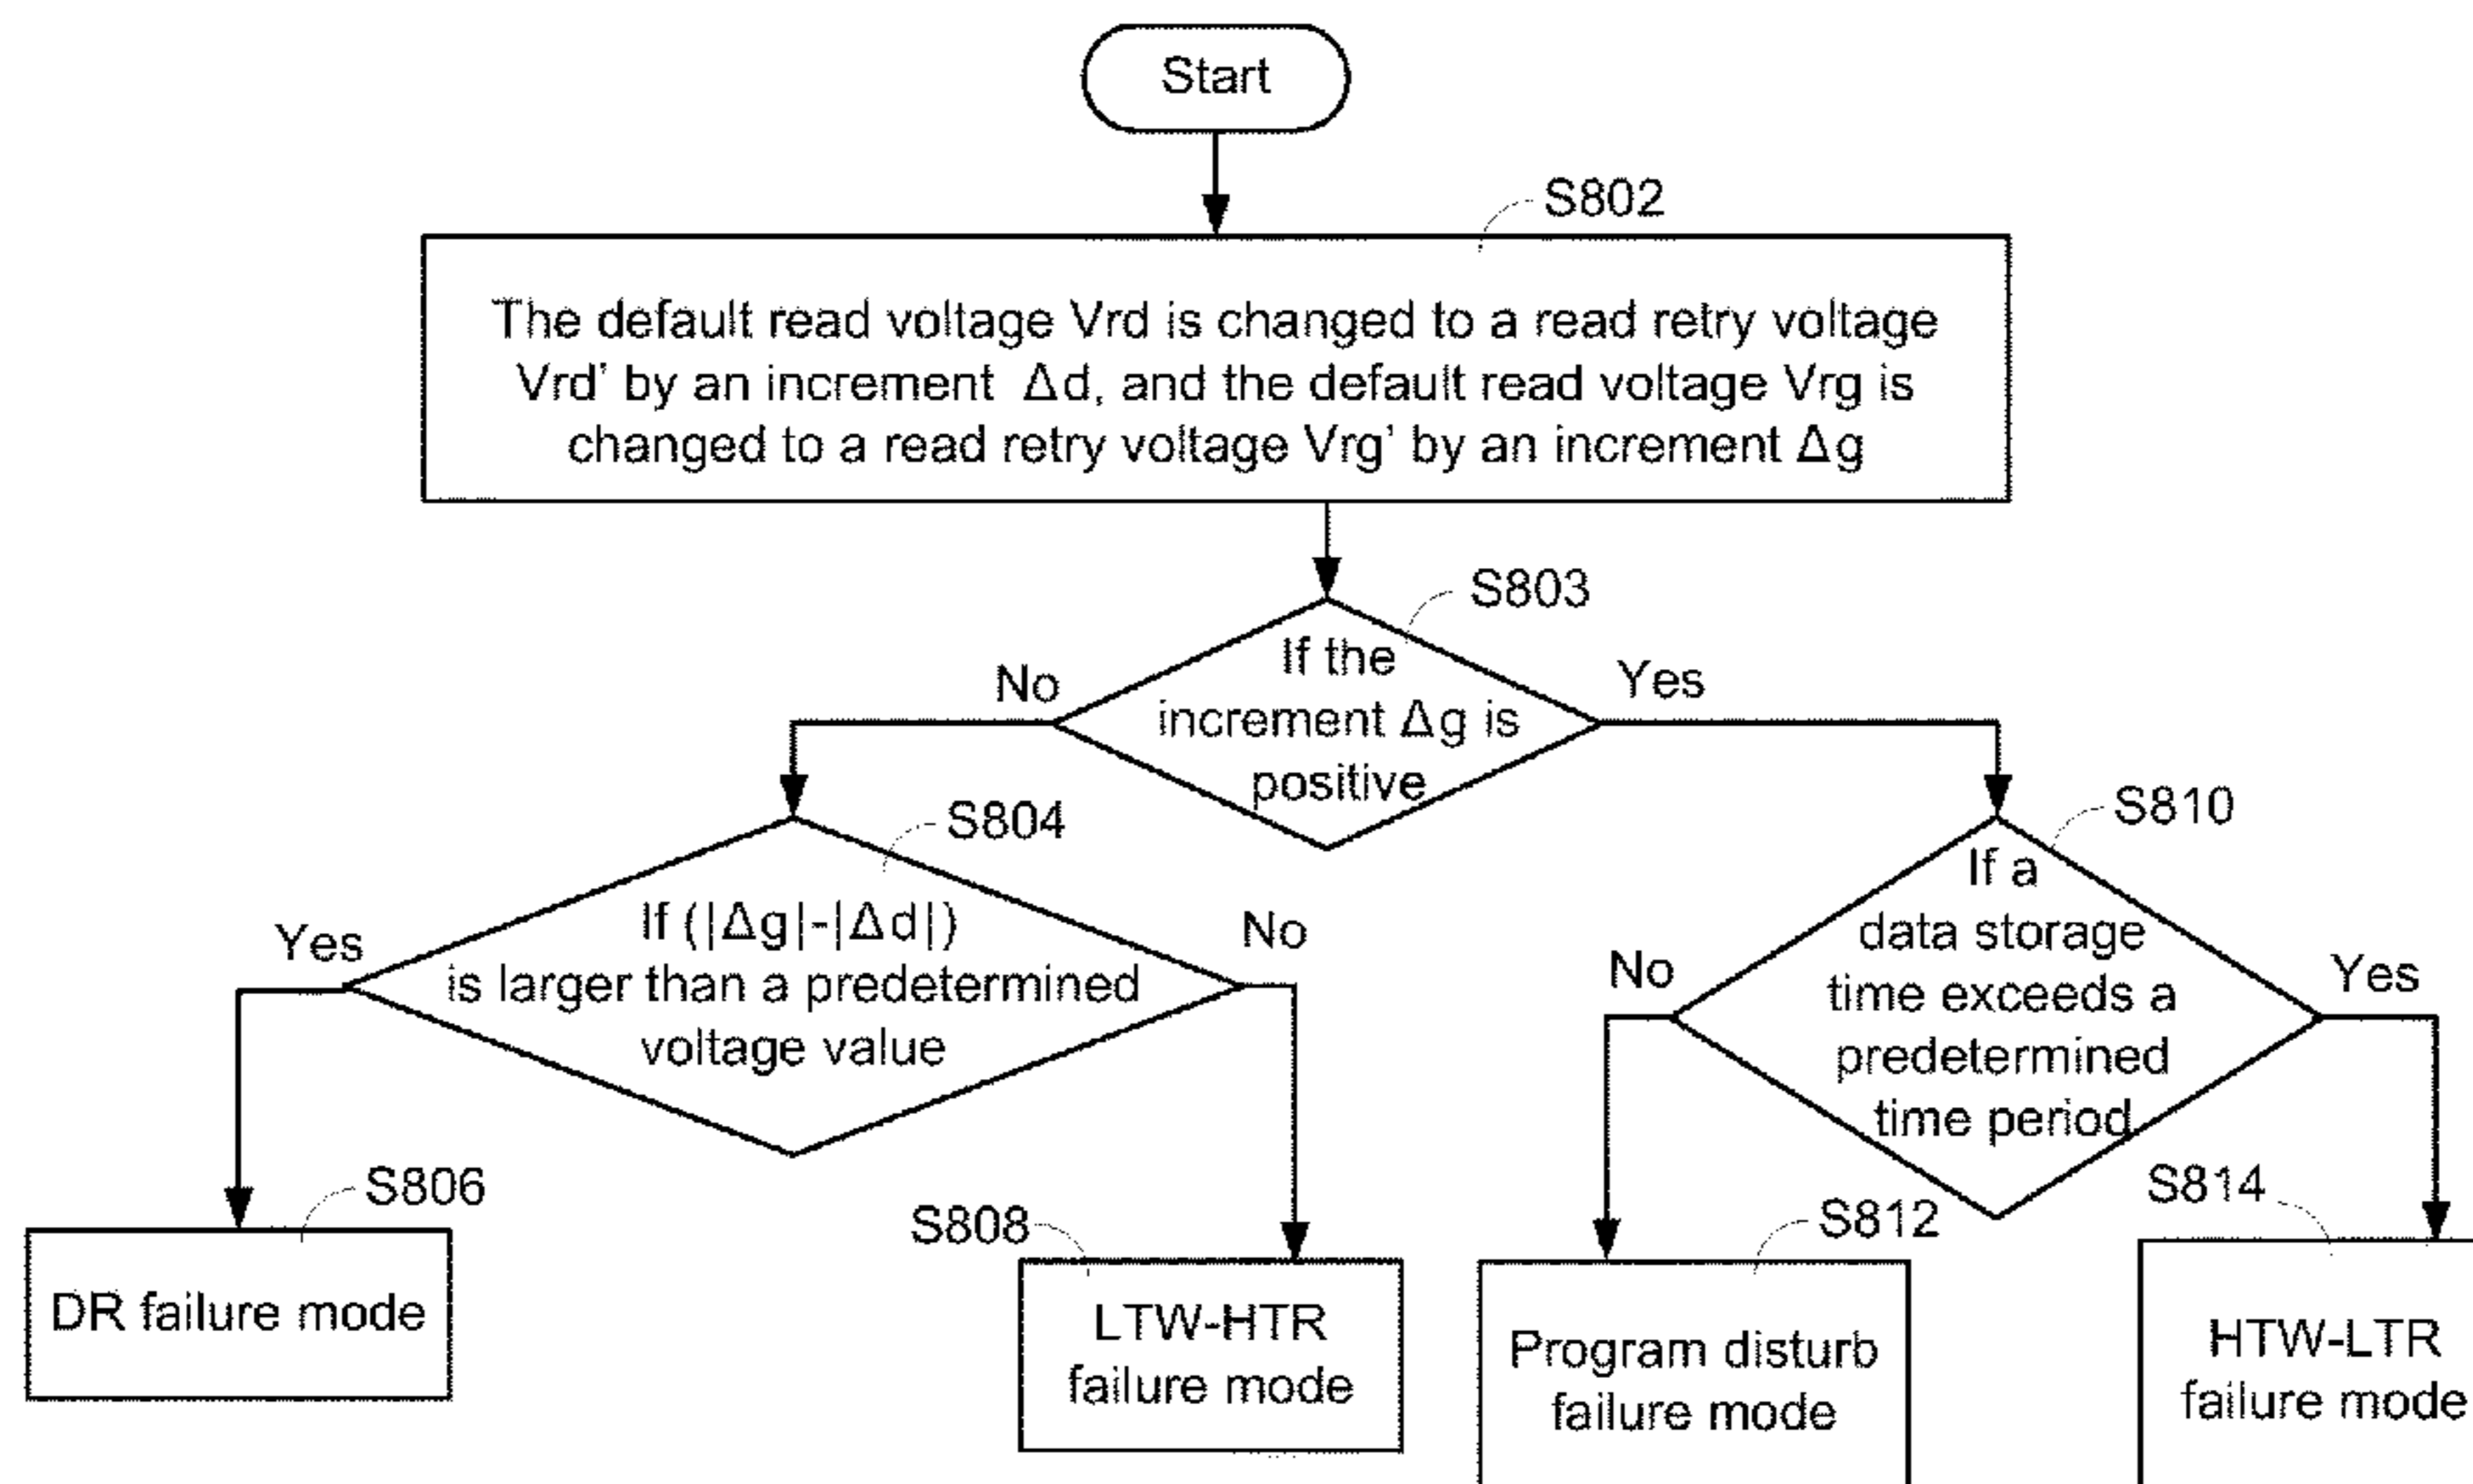 Start
S802
The default read voltage Vrd is changed to a read retry voltage
Vrd' by an increment Δd, and the default read voltage Vrg is
changed to a read retry voltage Vrg' by an increment Δg
S803
If the
increment Δg is
positive
No
Yes
S804
If (|Δg|-|Δd|)
is larger than a predetermined
voltage value
Yes
No
S810
If a
data storage
time exceeds a
predetermined
time period
No
Yes
S806
DR failure mode
S808
LTW-HTR
failure mode
S812
Program disturb
failure mode
S814
HTW-LTR
failure mode